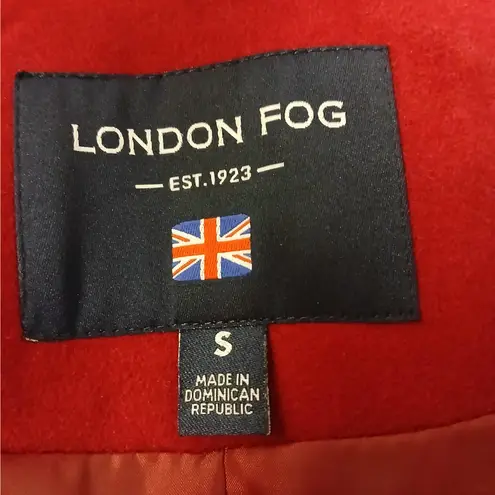 LONDON FOG
— EST.1923 —
S
MADE IN
DOMINICAN
REPUBLIC